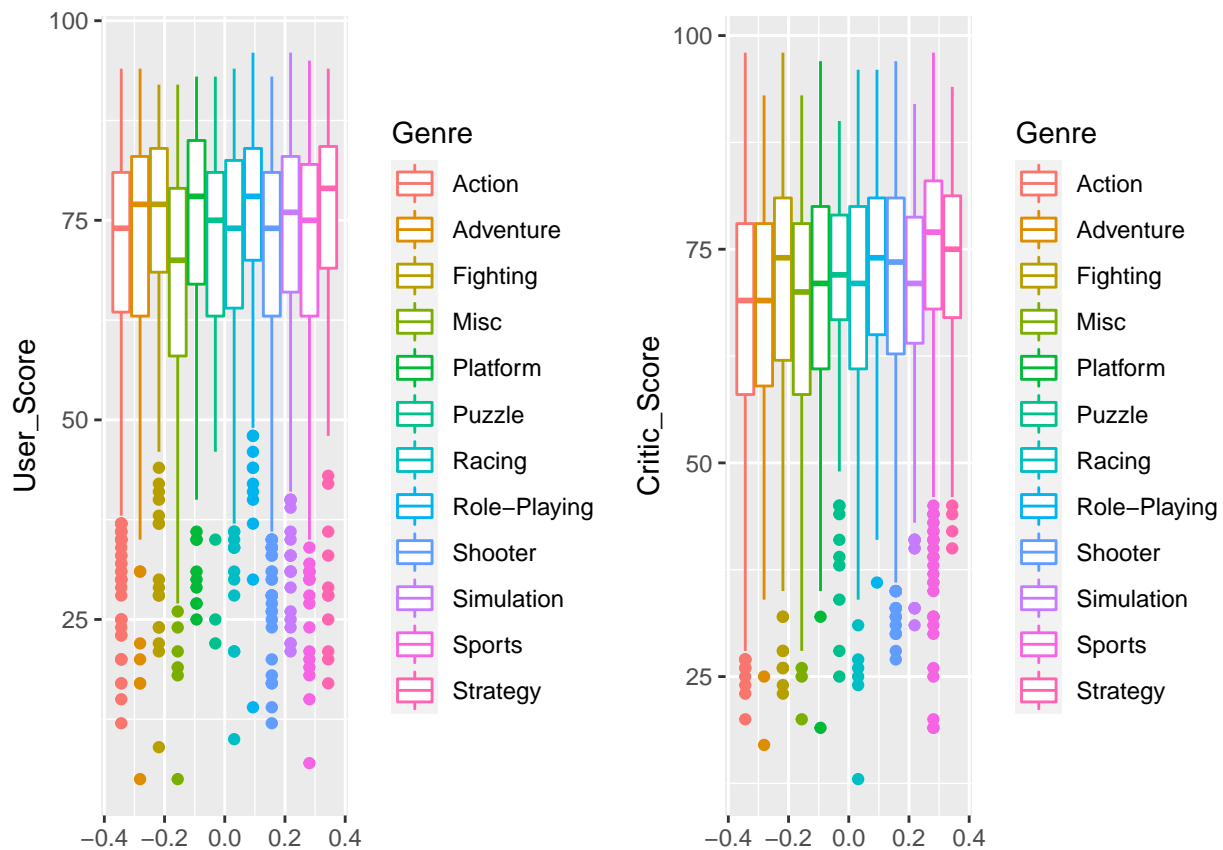 User_Score
100
75
50
25
−0.4 −0.2 0.0 0.2 0.4
Genre
Action
Adventure
Fighting
Misc
Platform
Puzzle
Racing
Role−Playing
Shooter
Simulation
Sports
Strategy
Critic_Score
100
75
50
25
−0.4 −0.2 0.0 0.2 0.4
Genre
Action
Adventure
Fighting
Misc
Platform
Puzzle
Racing
Role−Playing
Shooter
Simulation
Sports
Strategy